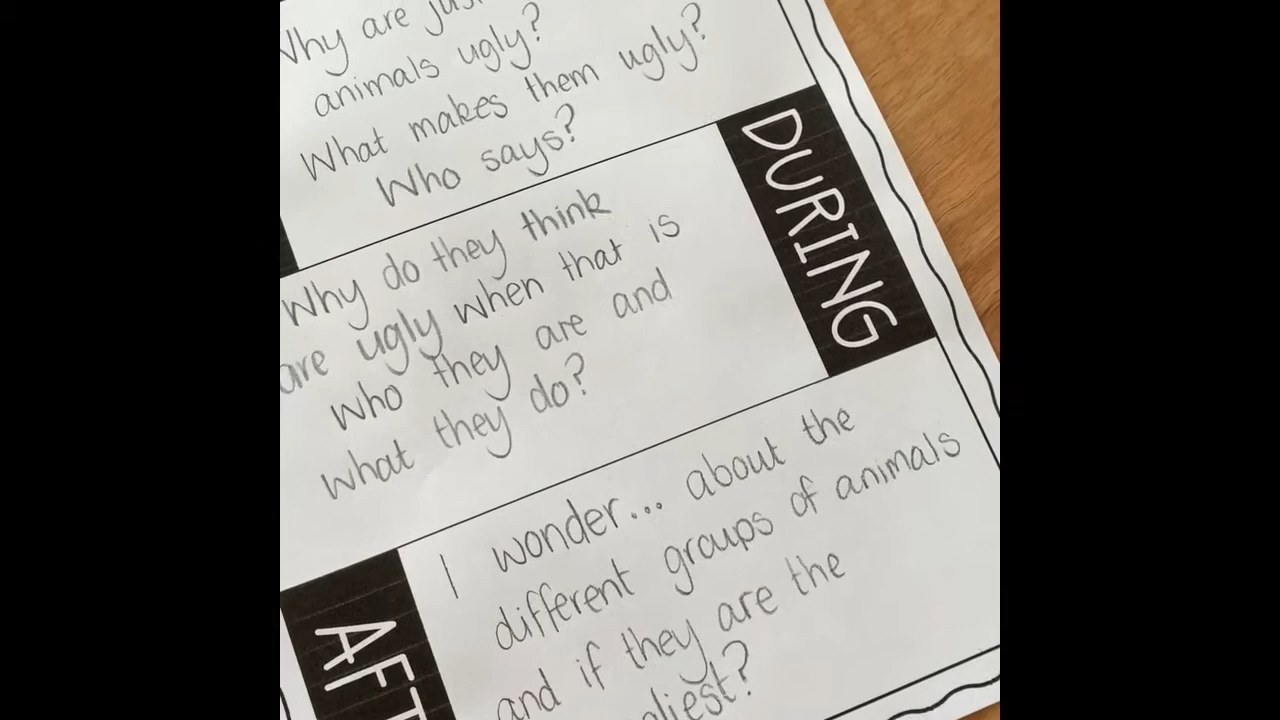 Why are
animals ugly?
What makes them ugly?
Who says?
DURING
Why do they think
are ugly when that is
who they are and
what they do?
I wonder... about the
different groups of animals
and if they are the